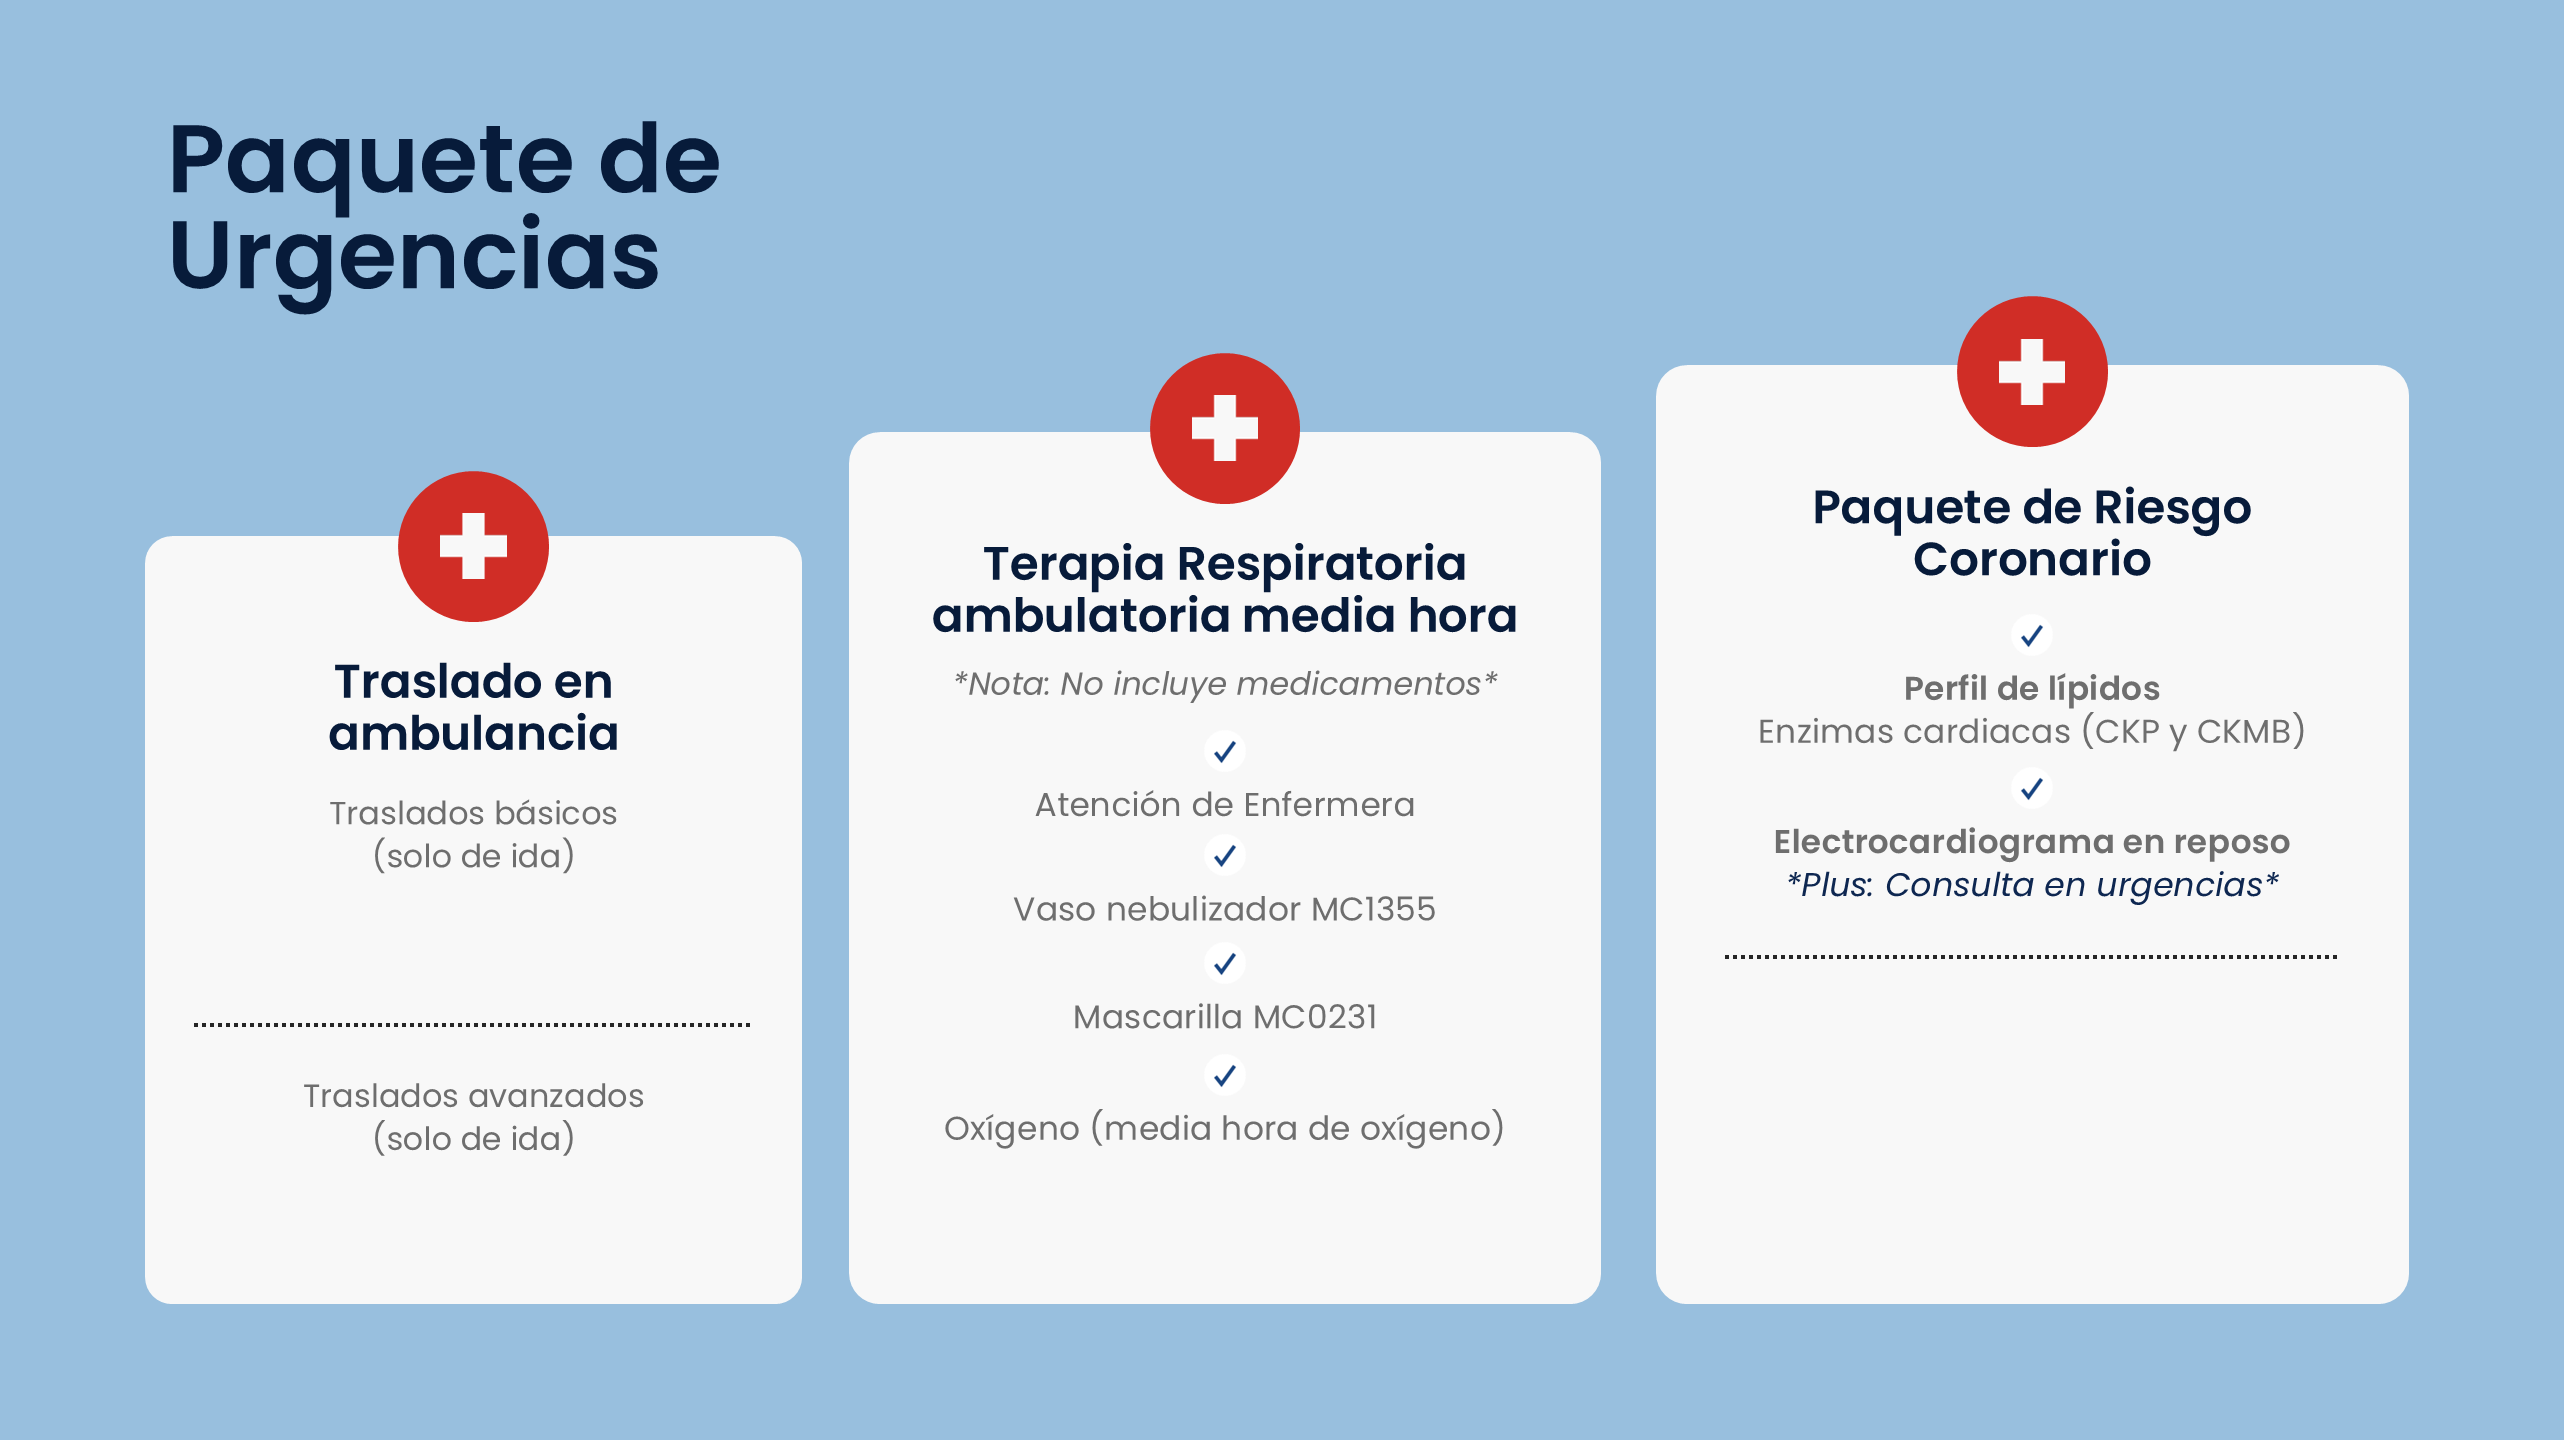 Paquete de
Urgencias
Traslado en
ambulancia
Traslados básicos
(solo de ida)
Traslados avanzados
(solo de ida)
Terapia Respiratoria
ambulatoria media hora
*Nota: No incluye medicamentos*
Atención de Enfermera
Vaso nebulizador MC1355
Mascarilla MC0231
Oxígeno (media hora de oxígeno)
Paquete de Riesgo
Coronario
Perfil de lípidos
Enzimas cardiacas (CKP y CKMB)
Electrocardiograma en reposo
*Plus: Consulta en urgencias*